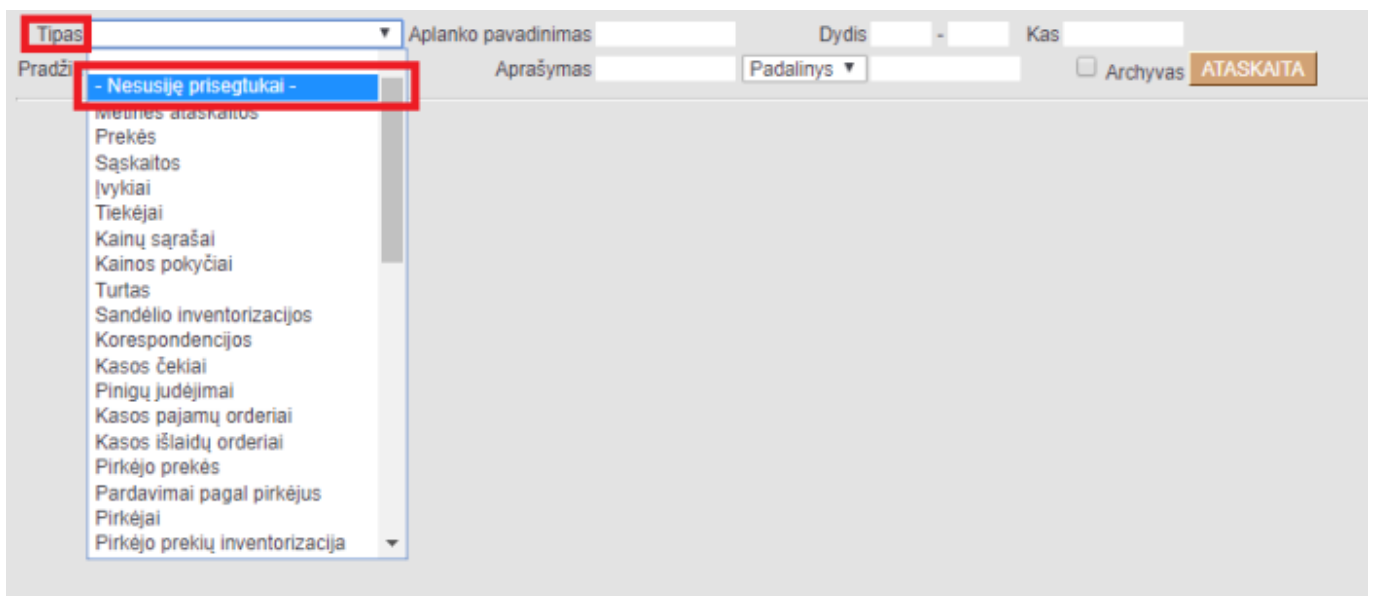 Tipas Aplanko pavadinimas Dydis - Kas
Pradži Aprašymas Padalinys Archyvas ATASKAITA
- Nesusiję prisegtukai -
Metinės ataskaitos
Prekės
Sąskaitos
Įvykiai
Tiekėjai
Kainų sąrašai
Kainos pokyčiai
Turtas
Sandėlio inventorizacijos
Korespondencijos
Kasos čekiai
Pinigų judėjimai
Kasos pajamų orderiai
Kasos išlaidų orderiai
Pirkėjo prekės
Pardavimai pagal pirkėjus
Pirkėjai
Pirkėjo prekių inventorizacija